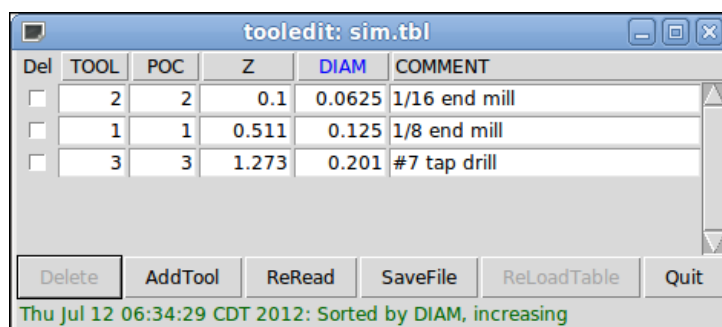 tooledit: sim.tbl
Del TOOL POC Z DIAM COMMENT
2 2 0.1 0.0625 1/16 end mill
1 1 0.511 0.125 1/8 end mill
3 3 1.273 0.201 #7 tap drill
Delete AddTool ReRead SaveFile ReLoadTable Quit
Thu Jul 12 06:34:29 CDT 2012: Sorted by DIAM, increasing